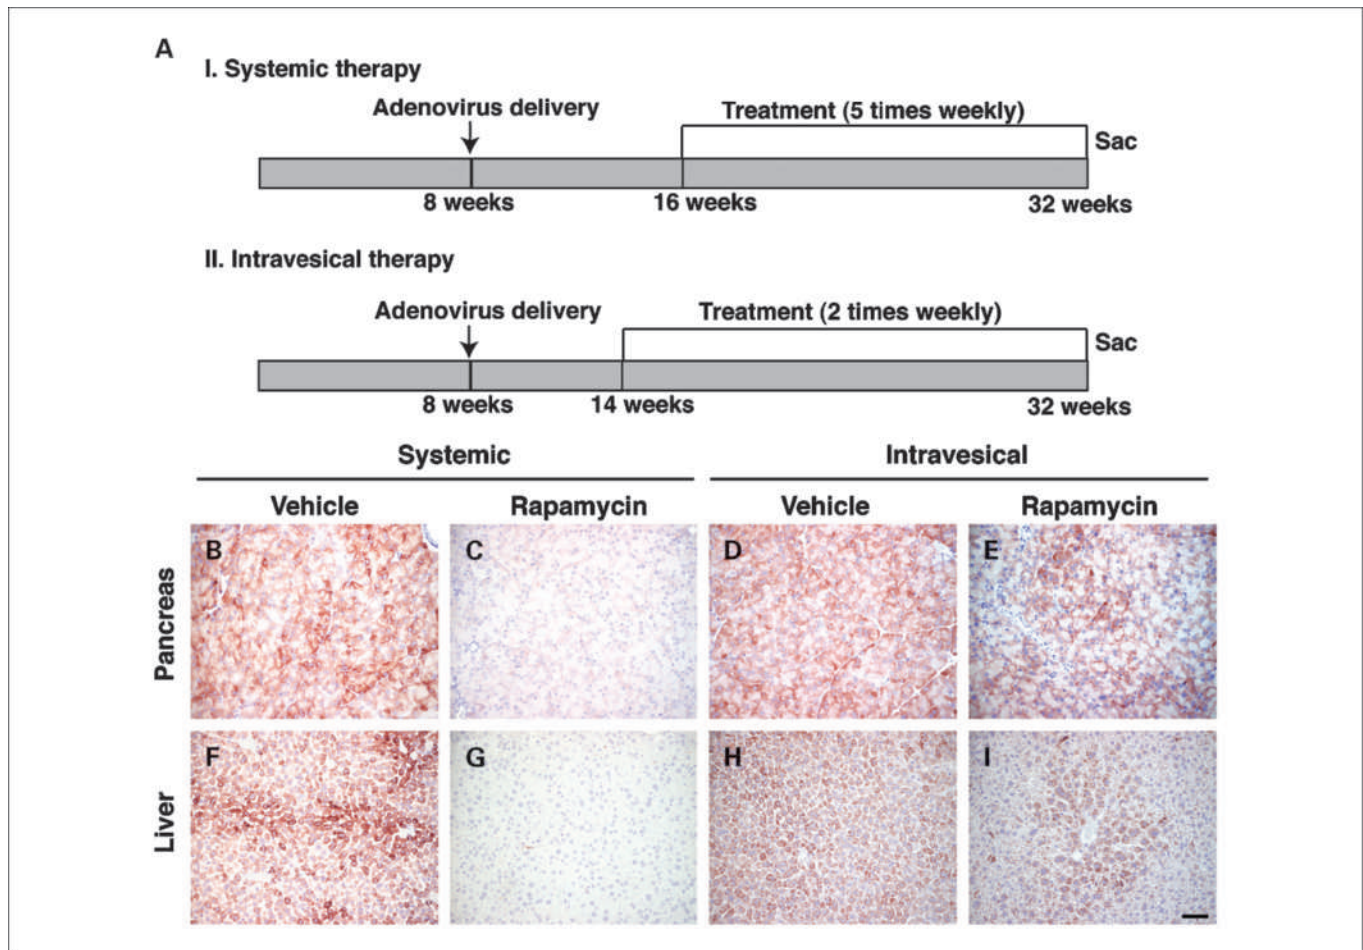 A
I. Systemic therapy
Adenovirus delivery
Treatment (5 times weekly)
Sac
8 weeks
16 weeks
32 weeks
II. Intravesical therapy
Adenovirus delivery
Treatment (2 times weekly)
Sac
8 weeks
14 weeks
32 weeks
Systemic
Intravesical
Vehicle
Rapamycin
Vehicle
Rapamycin
Pancreas
B
C
D
E
Liver
F
G
H
I